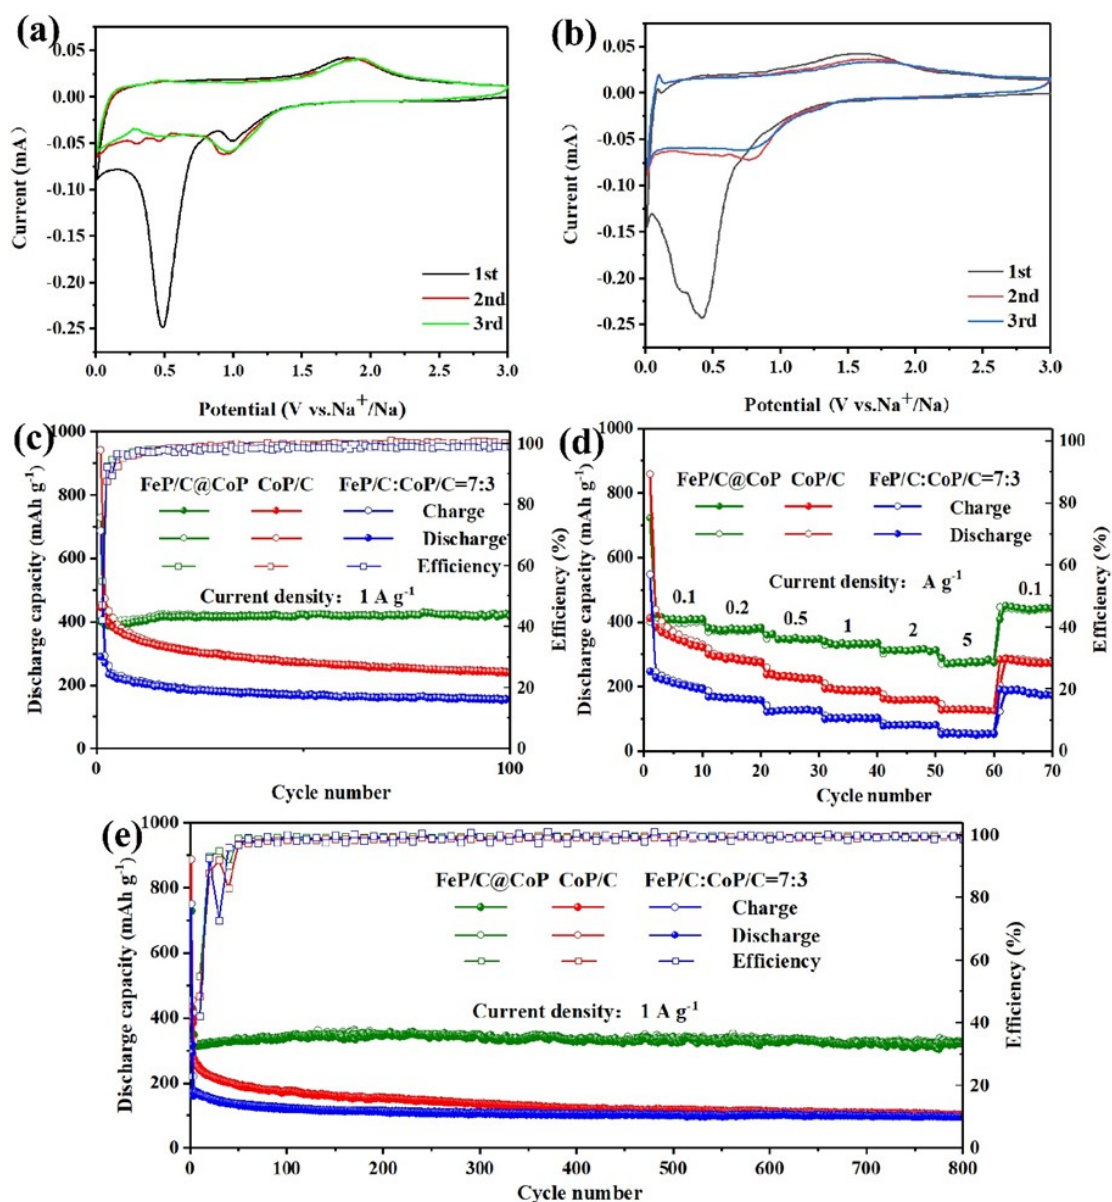 (a)
0.05
0.00
-0.05
-0.10
-0.15
-0.20
-0.25
Current (mA)
1st
2nd
3rd
0.0 0.5 1.0 1.5 2.0 2.5 3.0
Potential (V vs.Na⁺/Na)
(b)
0.05
0.00
-0.05
-0.10
-0.15
-0.20
-0.25
Current (mA)
1st
2nd
3rd
0.0 0.5 1.0 1.5 2.0 2.5 3.0
Potential (V vs.Na⁺/Na)
(c)
1000
800
600
400
200
0
Discharge capacity (mAh g⁻¹)
FeP/C@CoP CoP/C FeP/C:CoP/C=7:3
Charge
Discharge
Efficiency
Current density: 1 A g⁻¹
100
80
60
40
20
0
Efficiency (%)
0 100
Cycle number
(d)
1000
800
600
400
200
0
Discharge capacity (mAh g⁻¹)
FeP/C@CoP CoP/C FeP/C:CoP/C=7:3
Charge
Discharge
Current density: A g⁻¹
0.1 0.2 0.5 1 2 5 0.1
100
80
60
40
20
0
Efficiency (%)
0 10 20 30 40 50 60 70
Cycle number
(e)
1000
800
600
400
200
0
Discharge capacity (mAh g⁻¹)
FeP/C@CoP CoP/C FeP/C:CoP/C=7:3
Charge
Discharge
Efficiency
Current density: 1 A g⁻¹
100
80
60
40
20
0
Efficiency (%)
0 100 200 300 400 500 600 700 800
Cycle number